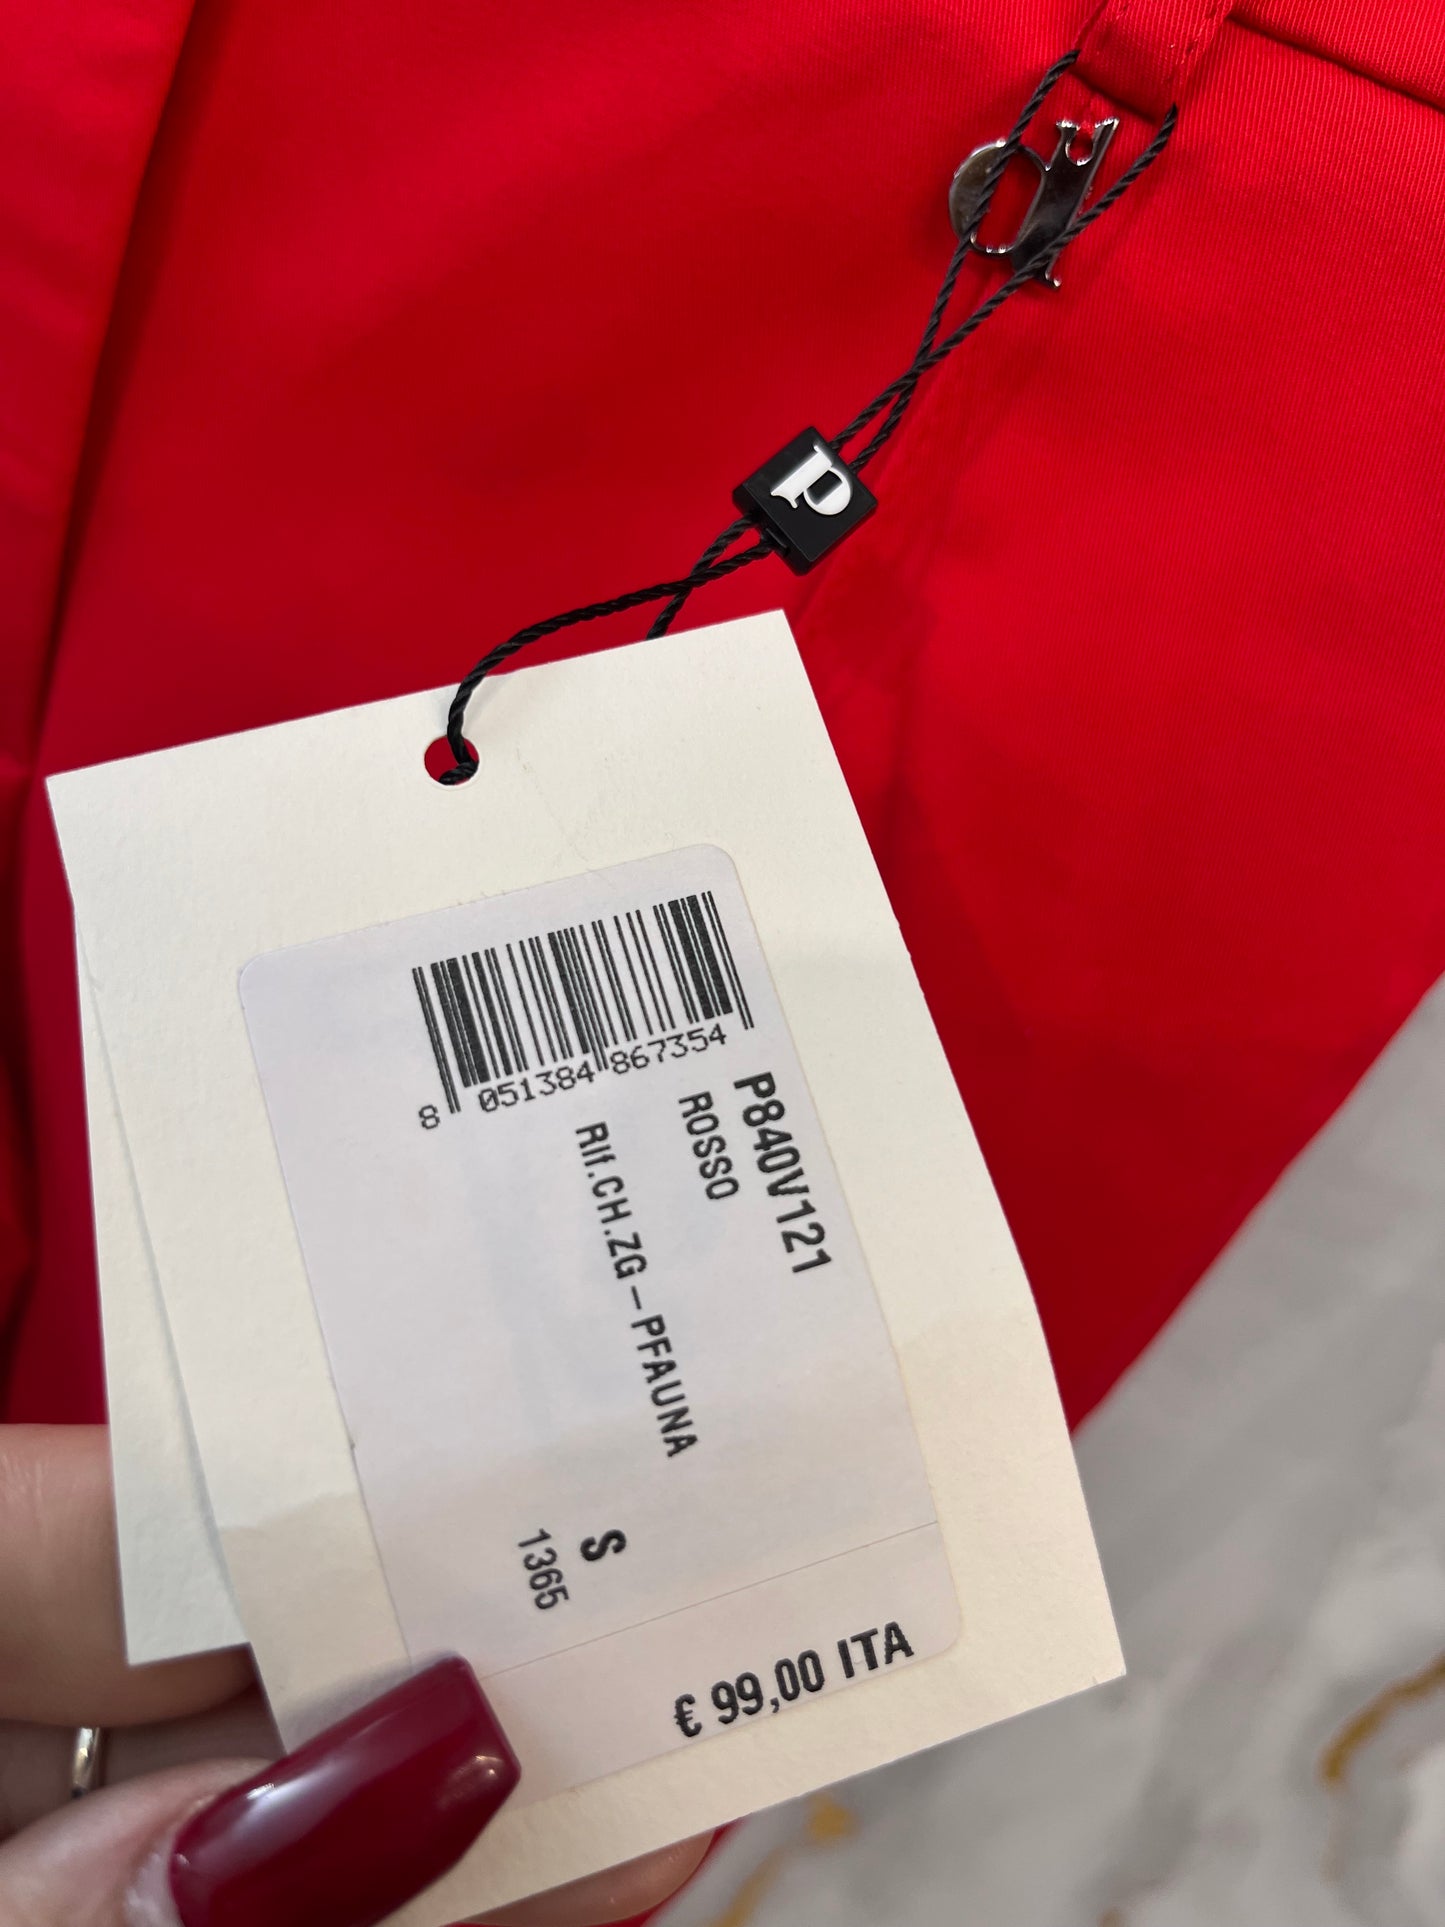 P
8 051384 867354
P840V121
ROSSO
Rif.CH.ZG-PFAUNA
S
1365
€ 99,00 ITA